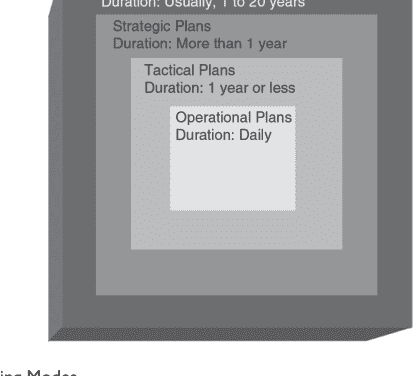 Duration: Usually, 1 to 20 years
Strategic Plans
Duration: More than 1 year
Tactical Plans
Duration: 1 year or less
Operational Plans
Duration: Daily
ing Modes